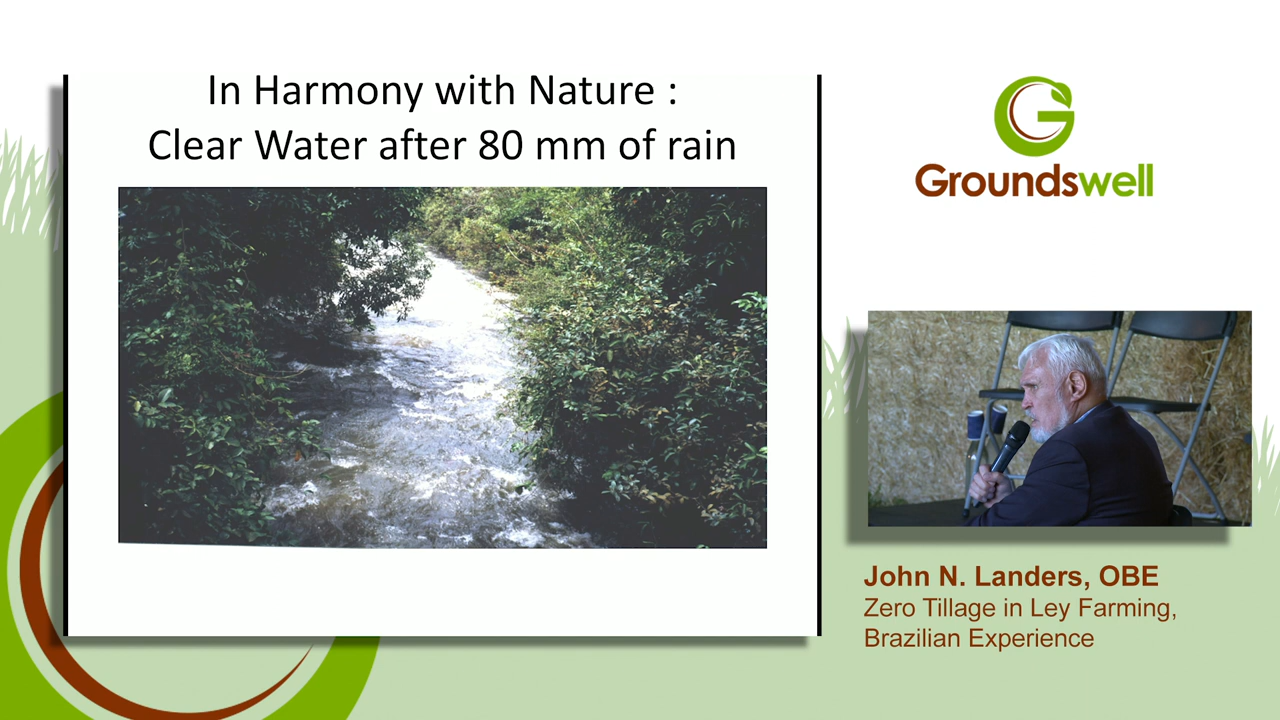 In Harmony with Nature :
Clear Water after 80 mm of rain
Groundswell
John N. Landers, OBE
Zero Tillage in Ley Farming,
Brazilian Experience